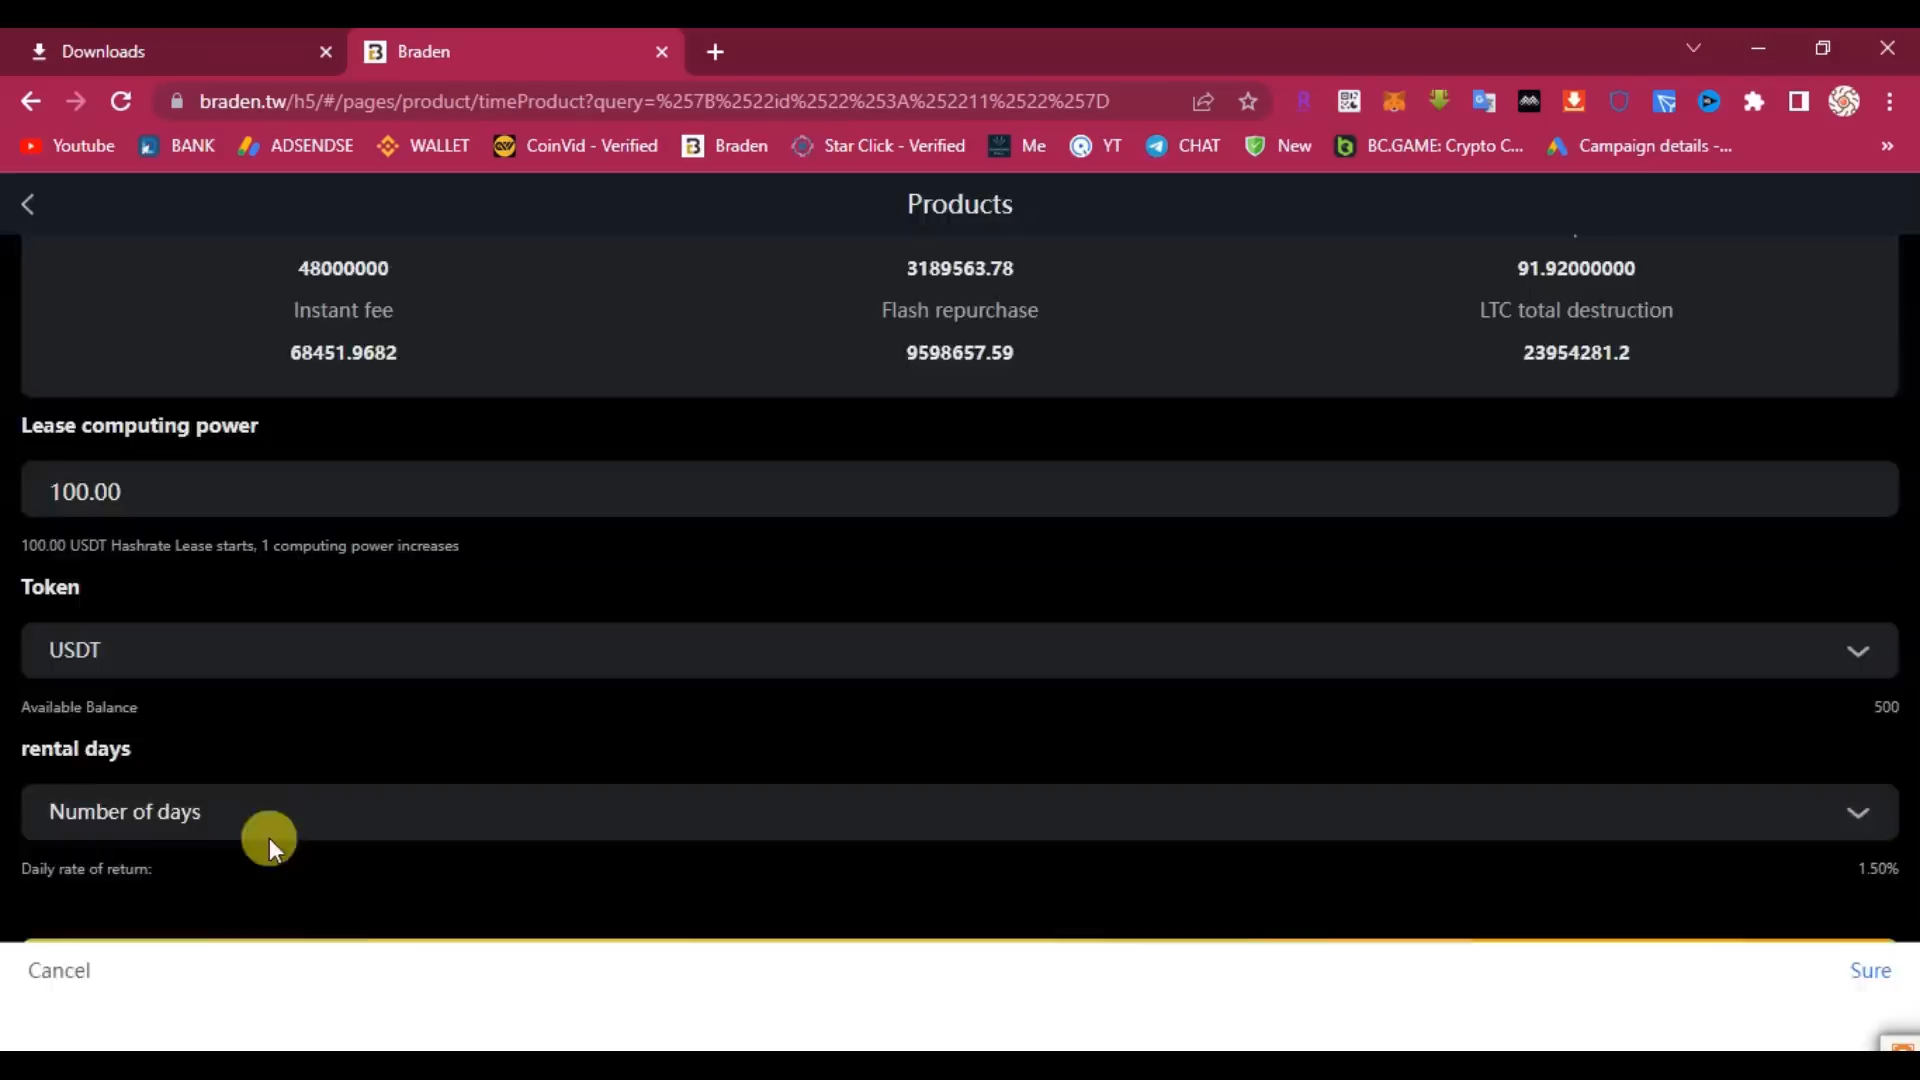 Downloads
Braden
braden.tw/h5/#/pages/product/timeProduct?query=%257B%2522id%2522%253A%252211%2522%257D
Youtube BANK ADSENDSE WALLET CoinVid - Verified Braden Star Click - Verified Me YT CHAT New BC.GAME: Crypto C... Campaign details -... »
Products
48000000 3189563.78 91.92000000
Instant fee Flash repurchase LTC total destruction
68451.9682 9598657.59 23954281.2
Lease computing power
100.00
100.00 USDT Hashrate Lease starts, 1 computing power increases
Token
USDT
Available Balance 500
rental days
Number of days
Daily rate of return: 1.50%
Cancel Sure